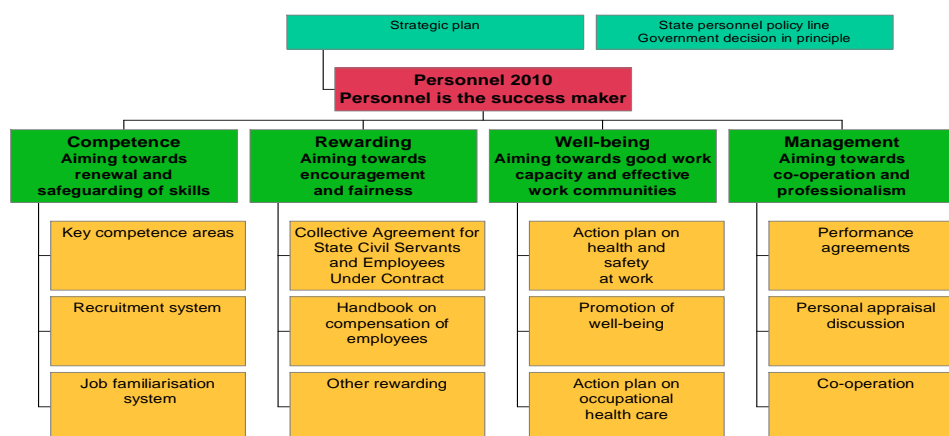 Strategic plan
State personnel policy line
Government decision in principle
Personnel 2010
Personnel is the success maker
Competence
Aiming towards
renewal and
safeguarding of skills
Rewarding
Aiming towards
encouragement
and fairness
Well-being
Aiming towards good work
capacity and effective
work communities
Management
Aiming towards
co-operation and
professionalism
Key competence areas
Collective Agreement for
State Civil Servants
and Employees
Under Contract
Action plan on
health and
safety
at work
Performance
agreements
Recruitment system
Handbook on
compensation of
employees
Promotion of
well-being
Personal appraisal
discussion
Job familiarisation
system
Other rewarding
Action plan on
occupational
health care
Co-operation